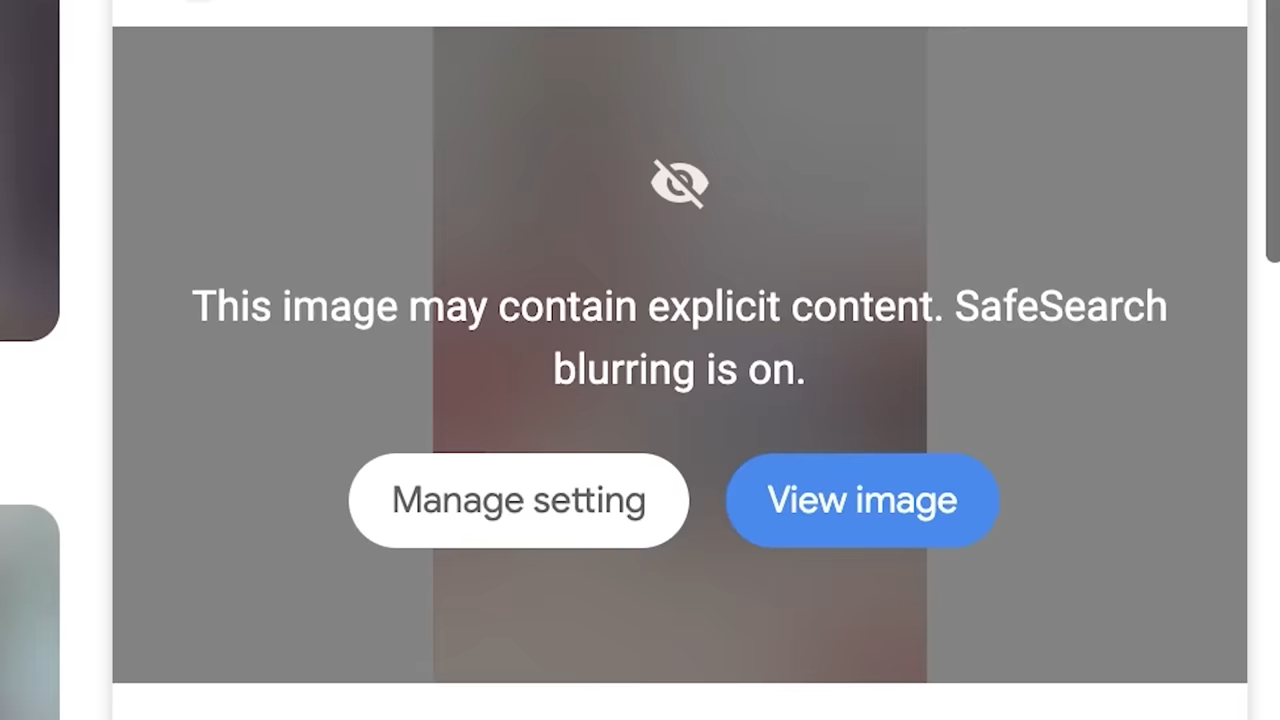 This image may contain explicit content. SafeSearch
blurring is on.
Manage setting
View image